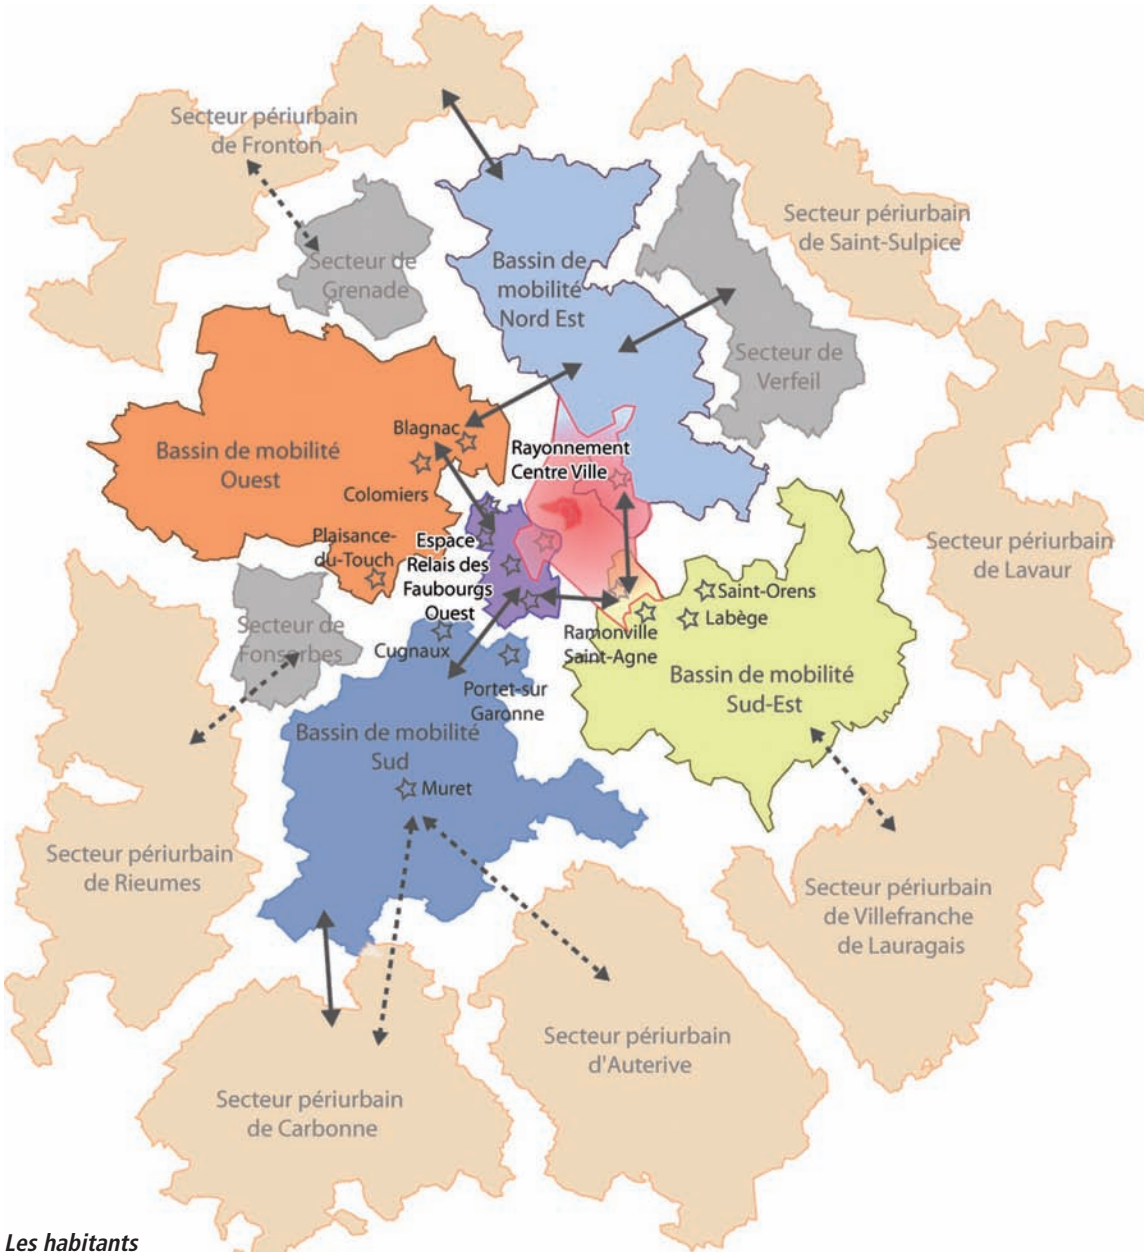 Secteur périurbain
de Fronton
Secteur périurbain
de Saint-Sulpice
Secteur de
Grenade
Bassin de
mobilité
Nord Est
Secteur de
Verfeil
Blagnac
Bassin de mobilité
Ouest
Rayonnement
Centre Ville
Colomiers
Plaisance-
du-Touch
Espace
Relais des
Faubourgs
Ouest
Secteur périurbain
de Lavaur
Saint-Orens
Labège
Secteur de
Fonsorbes
Cugnaux
Ramonville
Saint-Agne
Bassin de mobilité
Sud-Est
Portet-sur
Garonne
Bassin de mobilité
Sud
Muret
Secteur périurbain
de Rieumes
Secteur périurbain
de Villefranche
de Lauragais
Secteur périurbain
d'Auterive
Secteur périurbain
de Carbonne
Les habitants